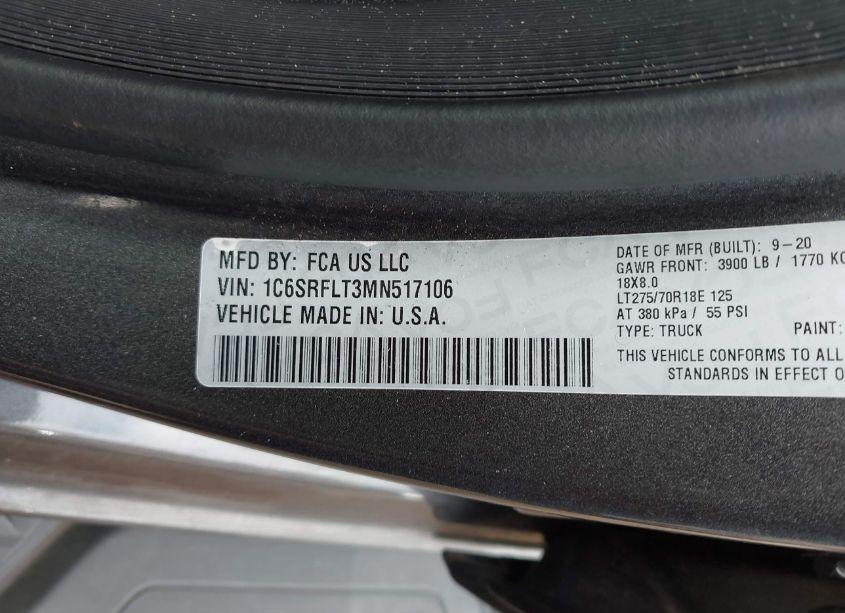 MFD BY: FCA US LLC
VIN: 1C6SRFLT3MN517106
VEHICLE MADE IN: U.S.A.
DATE OF MFR (BUILT): 9-20
GAWR FRONT: 3900 LB / 1770 KG
18X8.0
LT275/70R18E 125
AT 380 kPa / 55 PSI
TYPE: TRUCK PAINT:
THIS VEHICLE CONFORMS TO ALL
STANDARDS IN EFFECT O